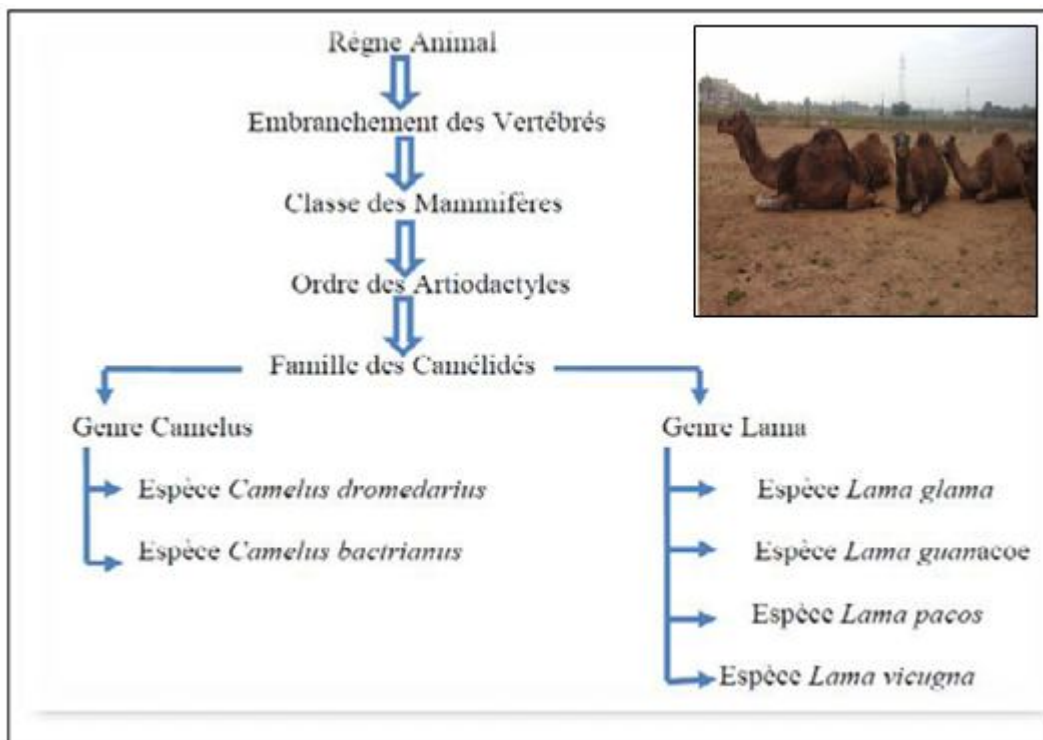 Règne Animal
Embranchement des Vertébrés
Classe des Mammifères
Ordre des Artiodactyles
Famille des Camélidés
Genre Camelus
Espèce Camelus dromedarius
Espèce Camelus bactrianus
Genre Lama
Espèce Lama glama
Espèce Lama guanacoe
Espèce Lama pacos
Espèce Lama vicugna